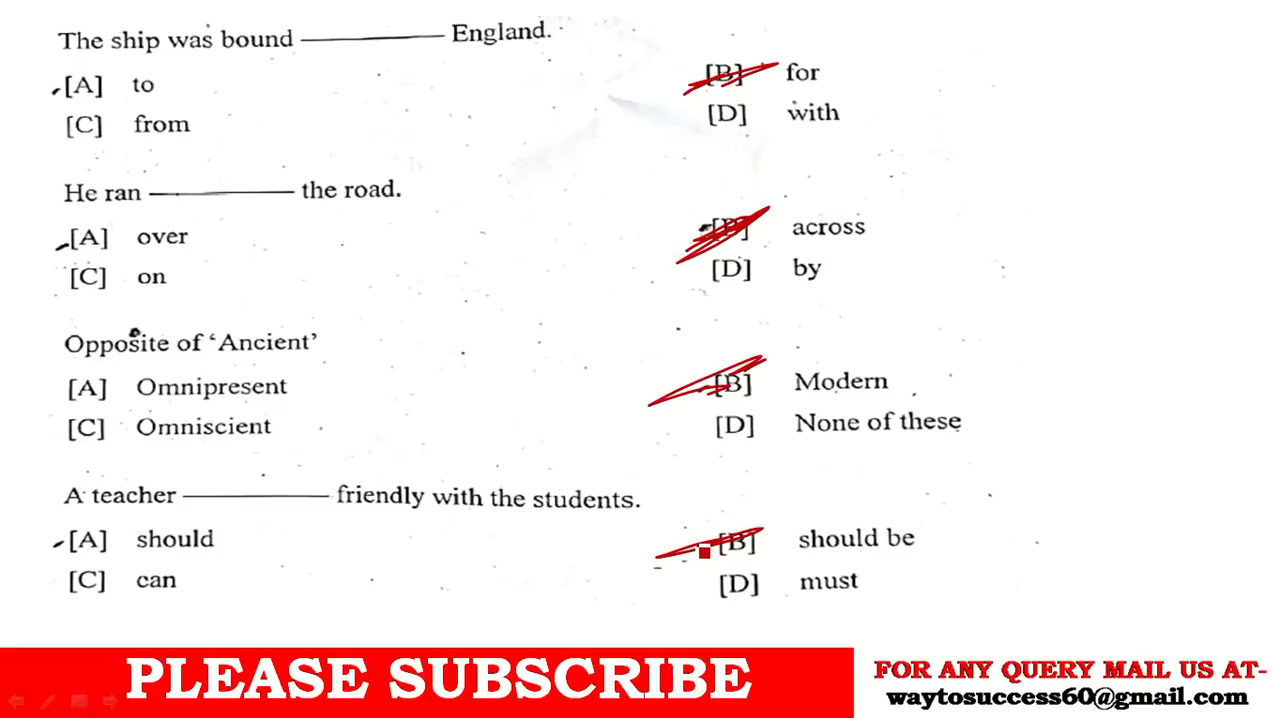 The ship was bound ________ England.
[A] to [B] for
[C] from [D] with
He ran ________ the road.
[A] over [B] across
[C] on [D] by
Opposite of ‘Ancient’
[A] Omnipresent [B] Modern
[C] Omniscient [D] None of these
A teacher ________ friendly with the students.
[A] should [B] should be
[C] can [D] must
PLEASE SUBSCRIBE
FOR ANY QUERY MAIL US AT-
waytosuccess60@gmail.com